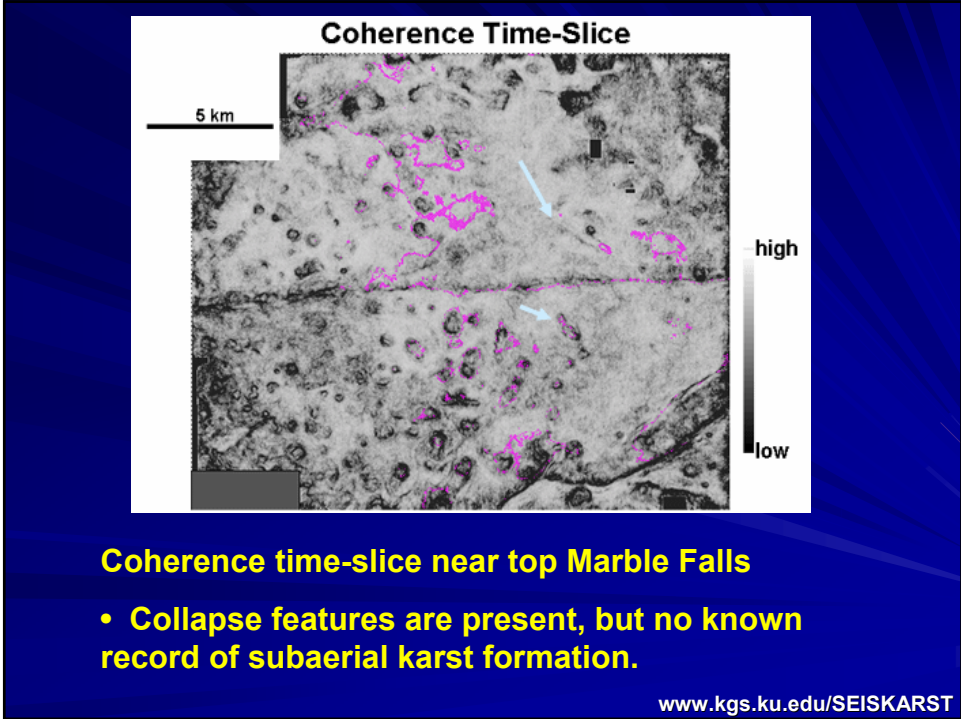 Coherence Time-Slice
5 km
high
low
Coherence time-slice near top Marble Falls
• Collapse features are present, but no known
record of subaerial karst formation.
www.kgs.ku.edu/SEISKARST